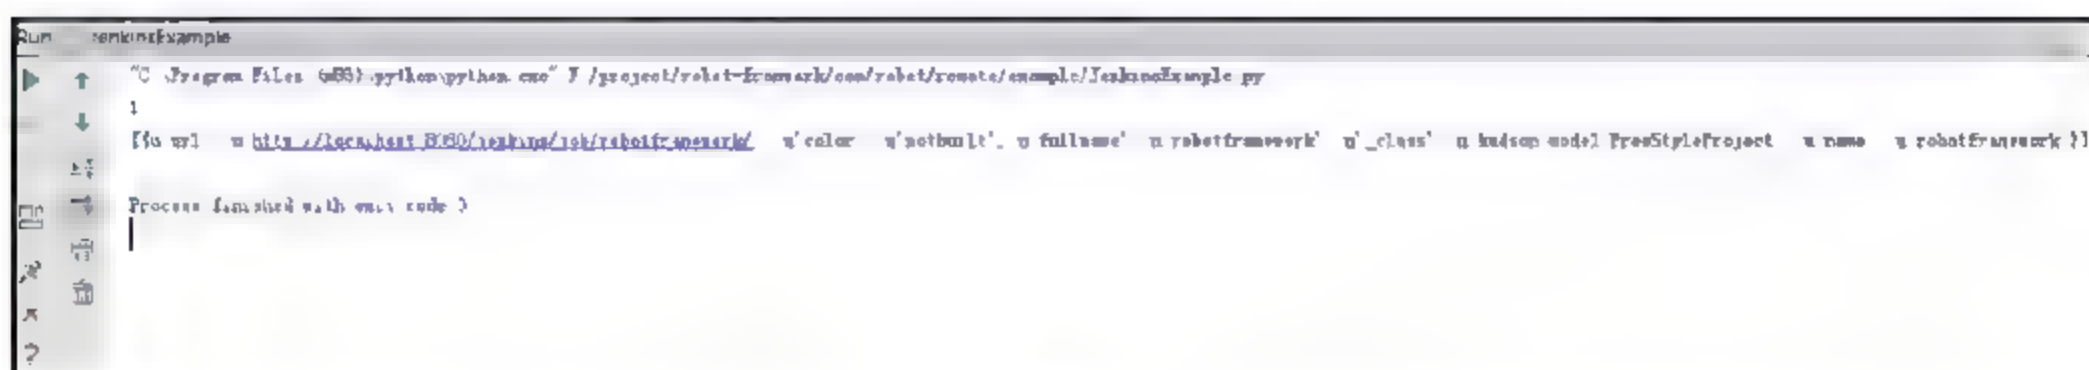 Run JenkinsExample
"C:\Program Files (x86)\python\python.exe" F:/project/robot-framwark/com/robot/remote/example/JenkinsExample.py
1
[{u'url': u'http://localhost:8080/jenkins/job/robotframework/', u'color': u'notbuilt', u'fullname': u'robotframework', u'_class': u'hudson.model.FreeStyleProject', u'name': u'robotframework'}]
Process finished with exit code 0